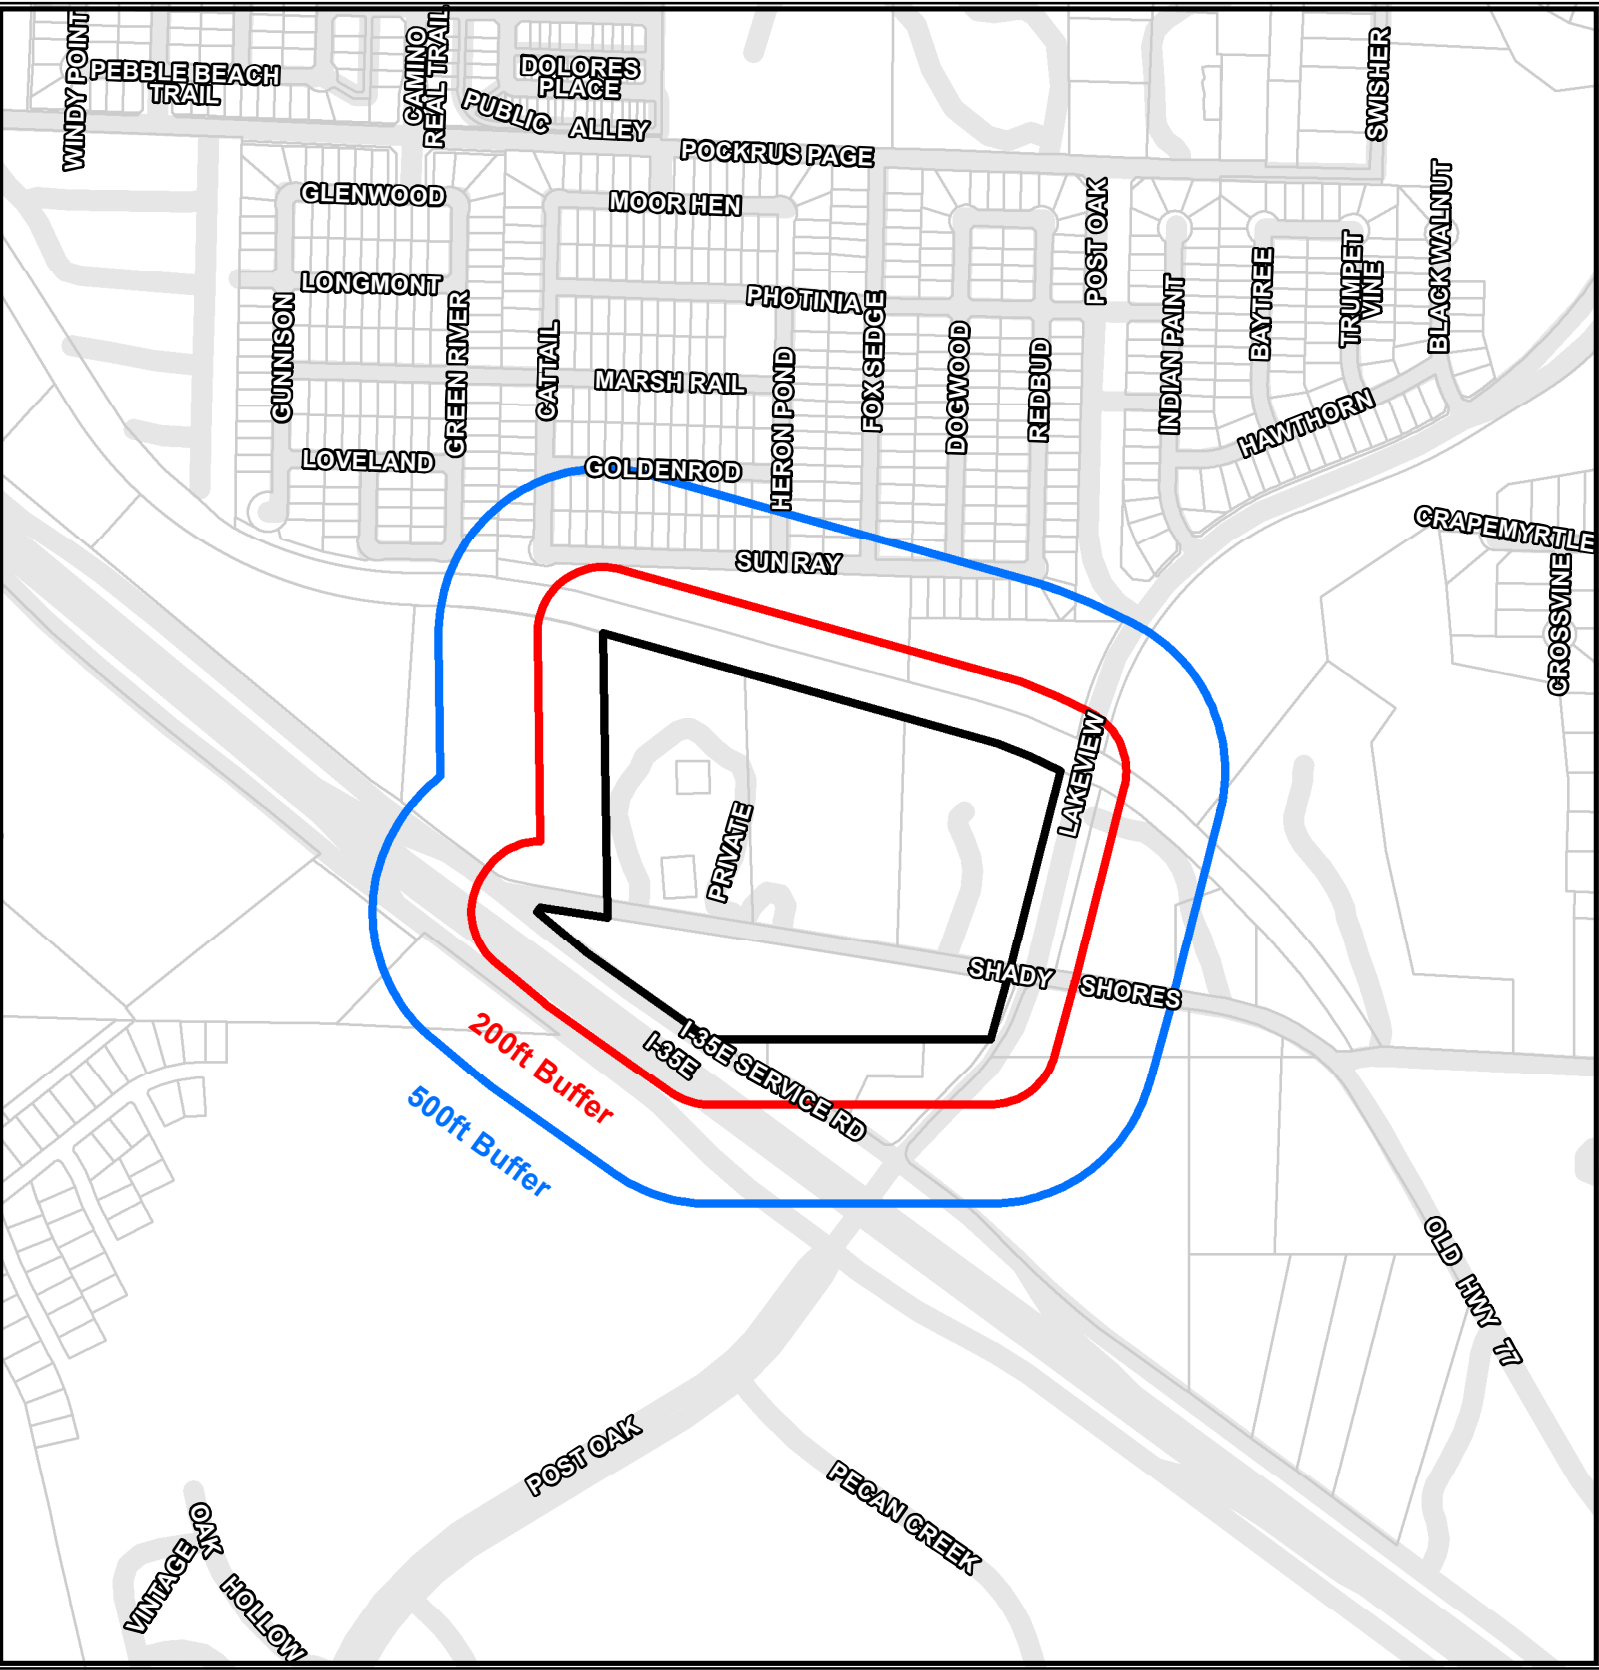 WINDY POINT
PEBBLE BEACH
TRAIL
CAMINO
REAL TRAIL
DOLORES
PLACE
PUBLIC ALLEY
POCKRUS PAGE
SWISHER
GLENWOOD
MOOR HEN
POST OAK
BLACK WALNUT
LONGMONT
PHOTINIA
GUNNISON
GREEN RIVER
CATTAIL
MARSH RAIL
HERON POND
FOX SEDGE
DOGWOOD
REDBUD
INDIAN PAINT
BAYTREE
TRUMPET
VINE
HAWTHORN
LOVELAND
GOLDENROD
SUN RAY
CRAPEMYRTLE
CROSSVINE
LAKEVIEW
PRIVATE
SHADY SHORES
I-35E SERVICE RD
I-35E
200ft Buffer
500ft Buffer
OLD HWY 77
POST OAK
PECAN CREEK
VINTAGE
OAK HOLLOW